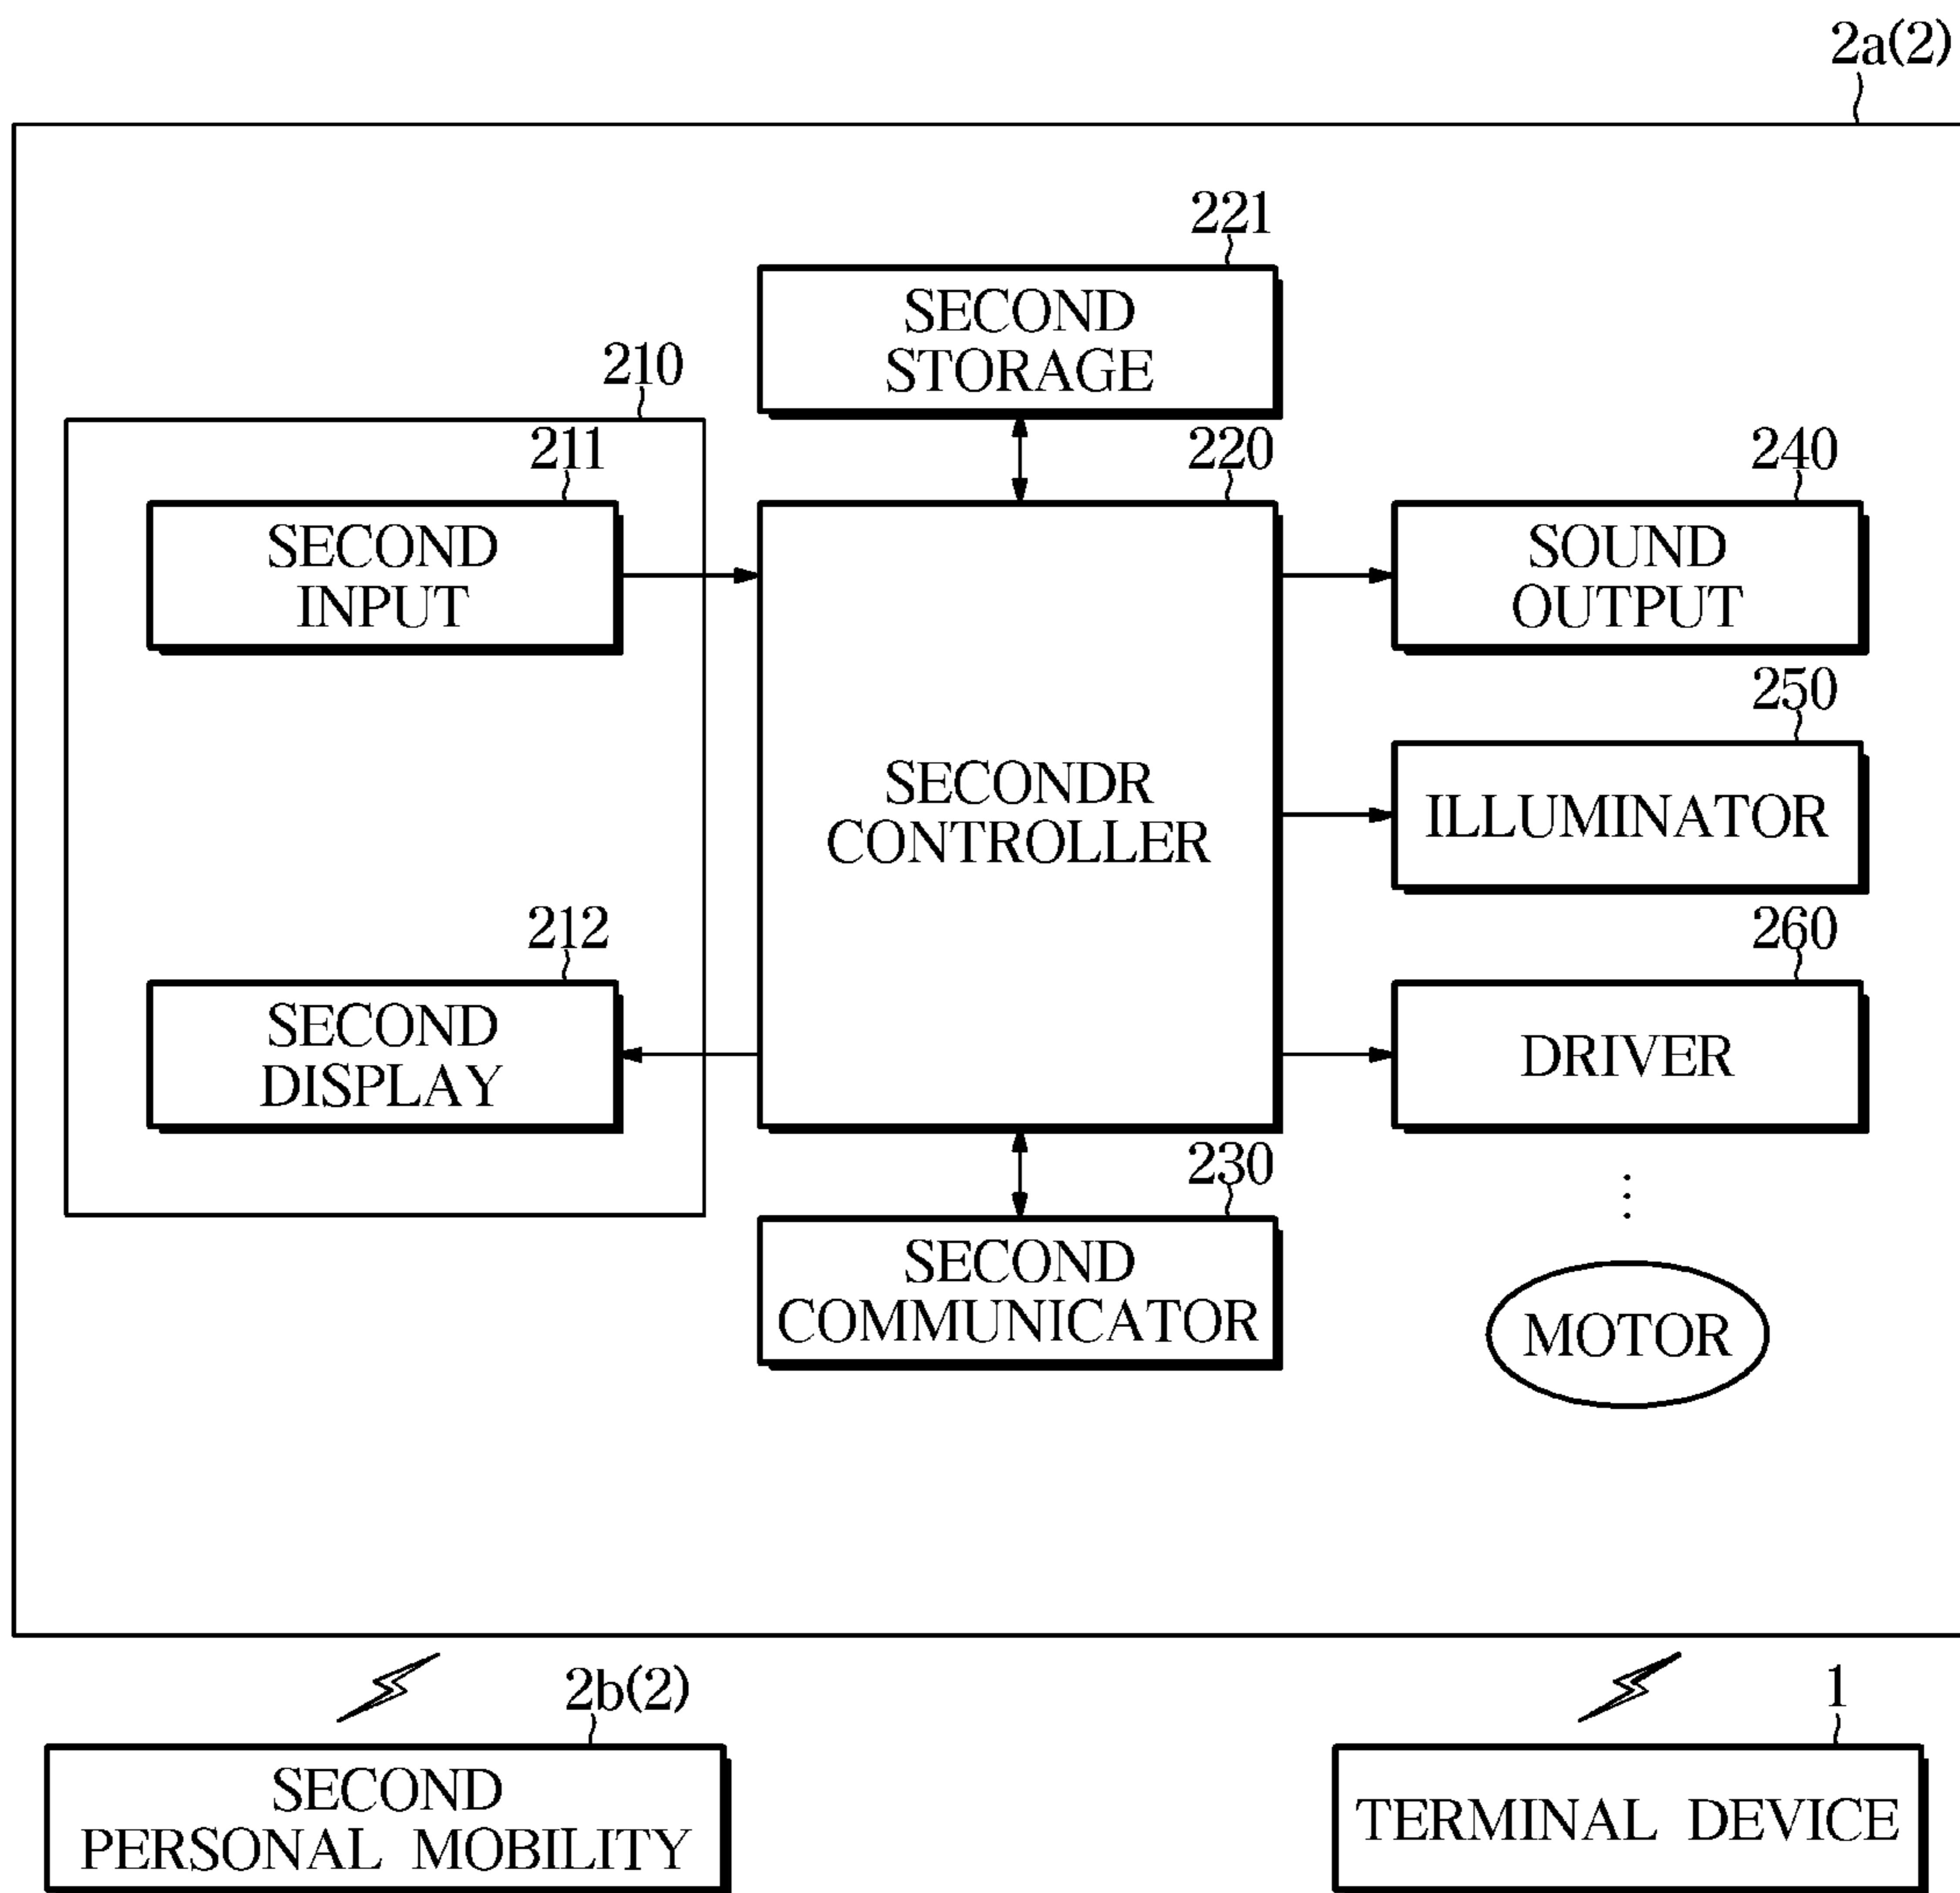 2a(2)
221
SECOND
STORAGE
210
211
SECOND
INPUT
220
SECONDR
CONTROLLER
240
SOUND
OUTPUT
250
ILLUMINATOR
212
SECOND
DISPLAY
260
DRIVER
230
SECOND
COMMUNICATOR
MOTOR
2b(2)
SECOND
PERSONAL MOBILITY
1
TERMINAL DEVICE